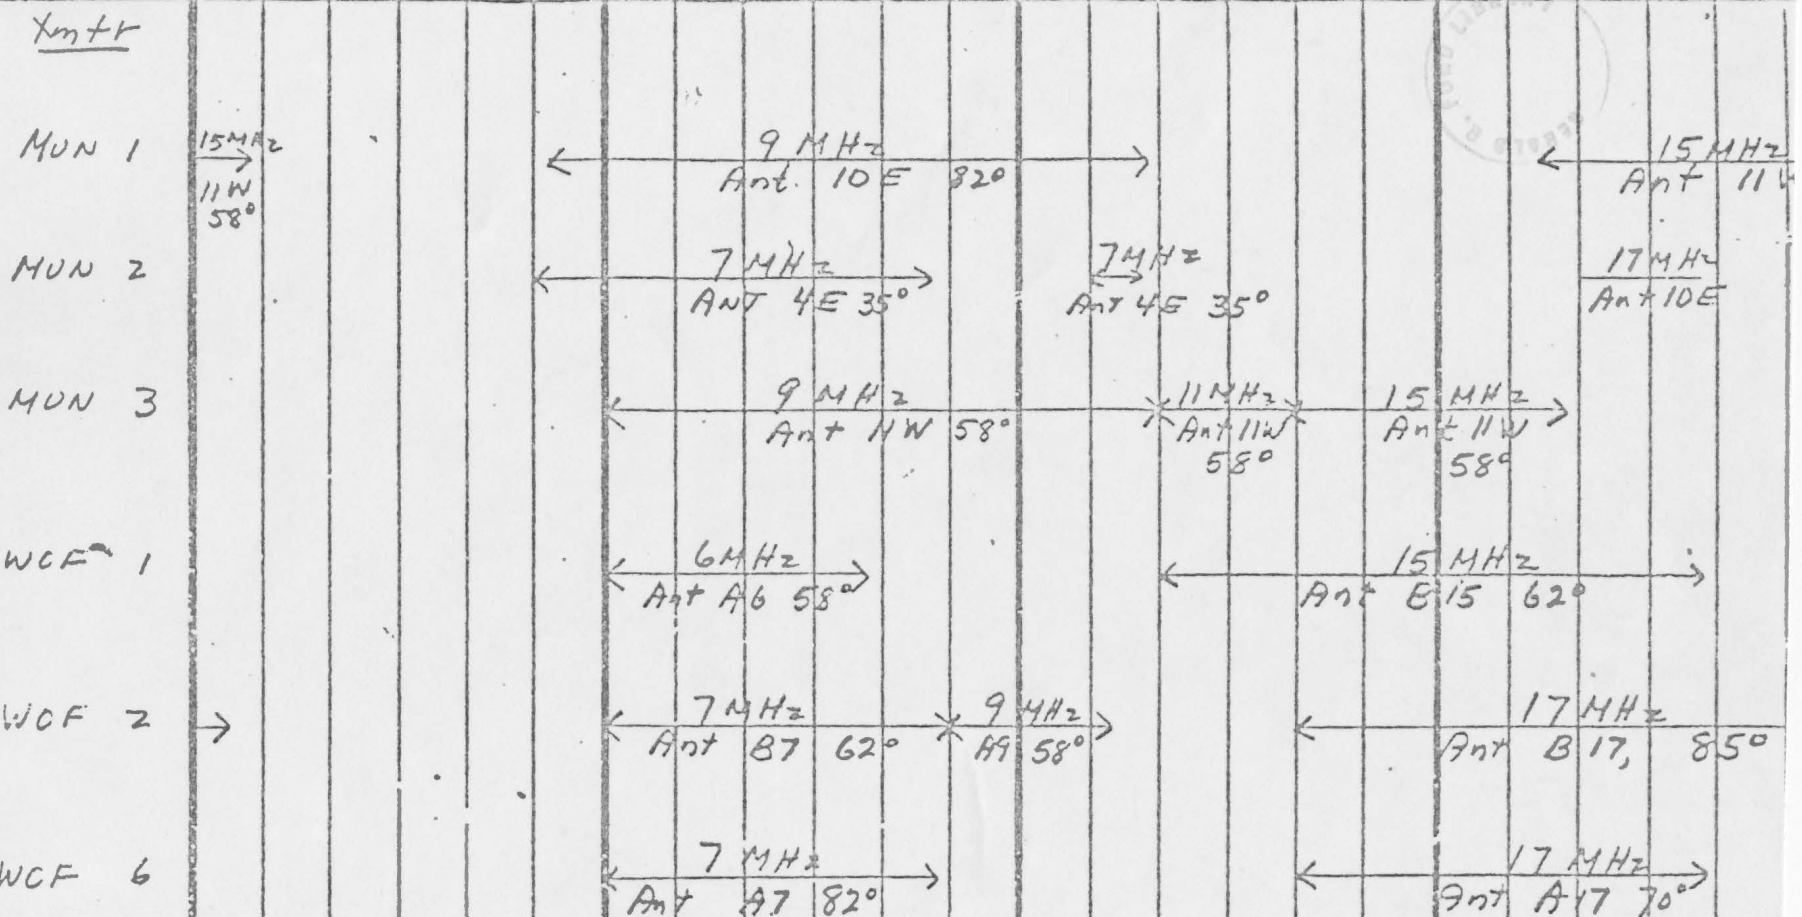 Xmtr
MUN 1
15 MHz
11W
58°
9 MHz
Ant. 10E 82°
15 MHz
Ant 11W
MUN 2
7 MHz
ANT 4E 35°
7 MHz
Ant 4E 35°
17 MHz
Ant 10E
MUN 3
9 MHz
Ant 11W 58°
11 MHz
Ant 11W
58°
15 MHz
Ant 11W
58°
WCF 1
6 MHz
Ant A6 58°
15 MHz
Ant E15 62°
WCF 2
7 MHz
Ant B7 62°
9 MHz
A9 58°
17 MHz
Ant B17, 85°
WCF 6
7 MHz
Ant A7 82°
17 MHz
Ant A17 70°